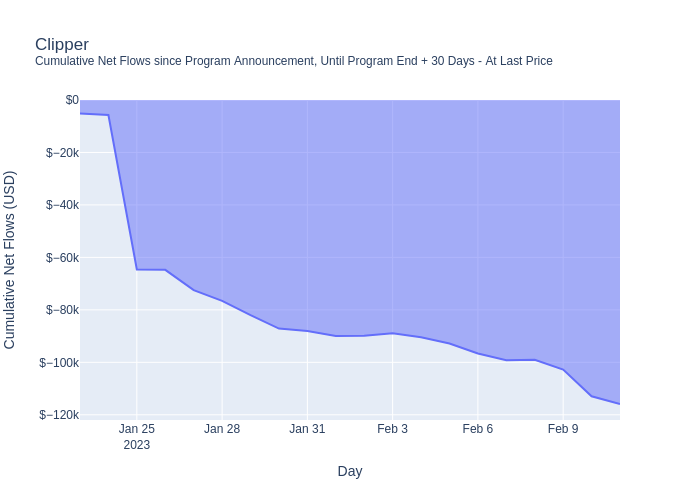 Clipper
Cumulative Net Flows since Program Announcement, Until Program End + 30 Days - At Last Price
Cumulative Net Flows (USD)
$0
$−20k
$−40k
$−60k
$−80k
$−100k
$−120k
Jan 25
2023
Jan 28
Jan 31
Feb 3
Feb 6
Feb 9
Day